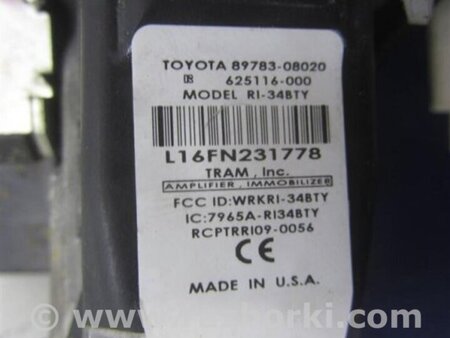 TOYOTA 89783-08020
625116-000
MODEL RI-34BTY
L16FN231778
TRAM, Inc.
AMPLIFIER, IMMOBILIZER
FCC ID:WRKRI-34BTY
IC:7965A-RI34BTY
RCPTRRI09-0056
CE
MADE IN U.S.A.